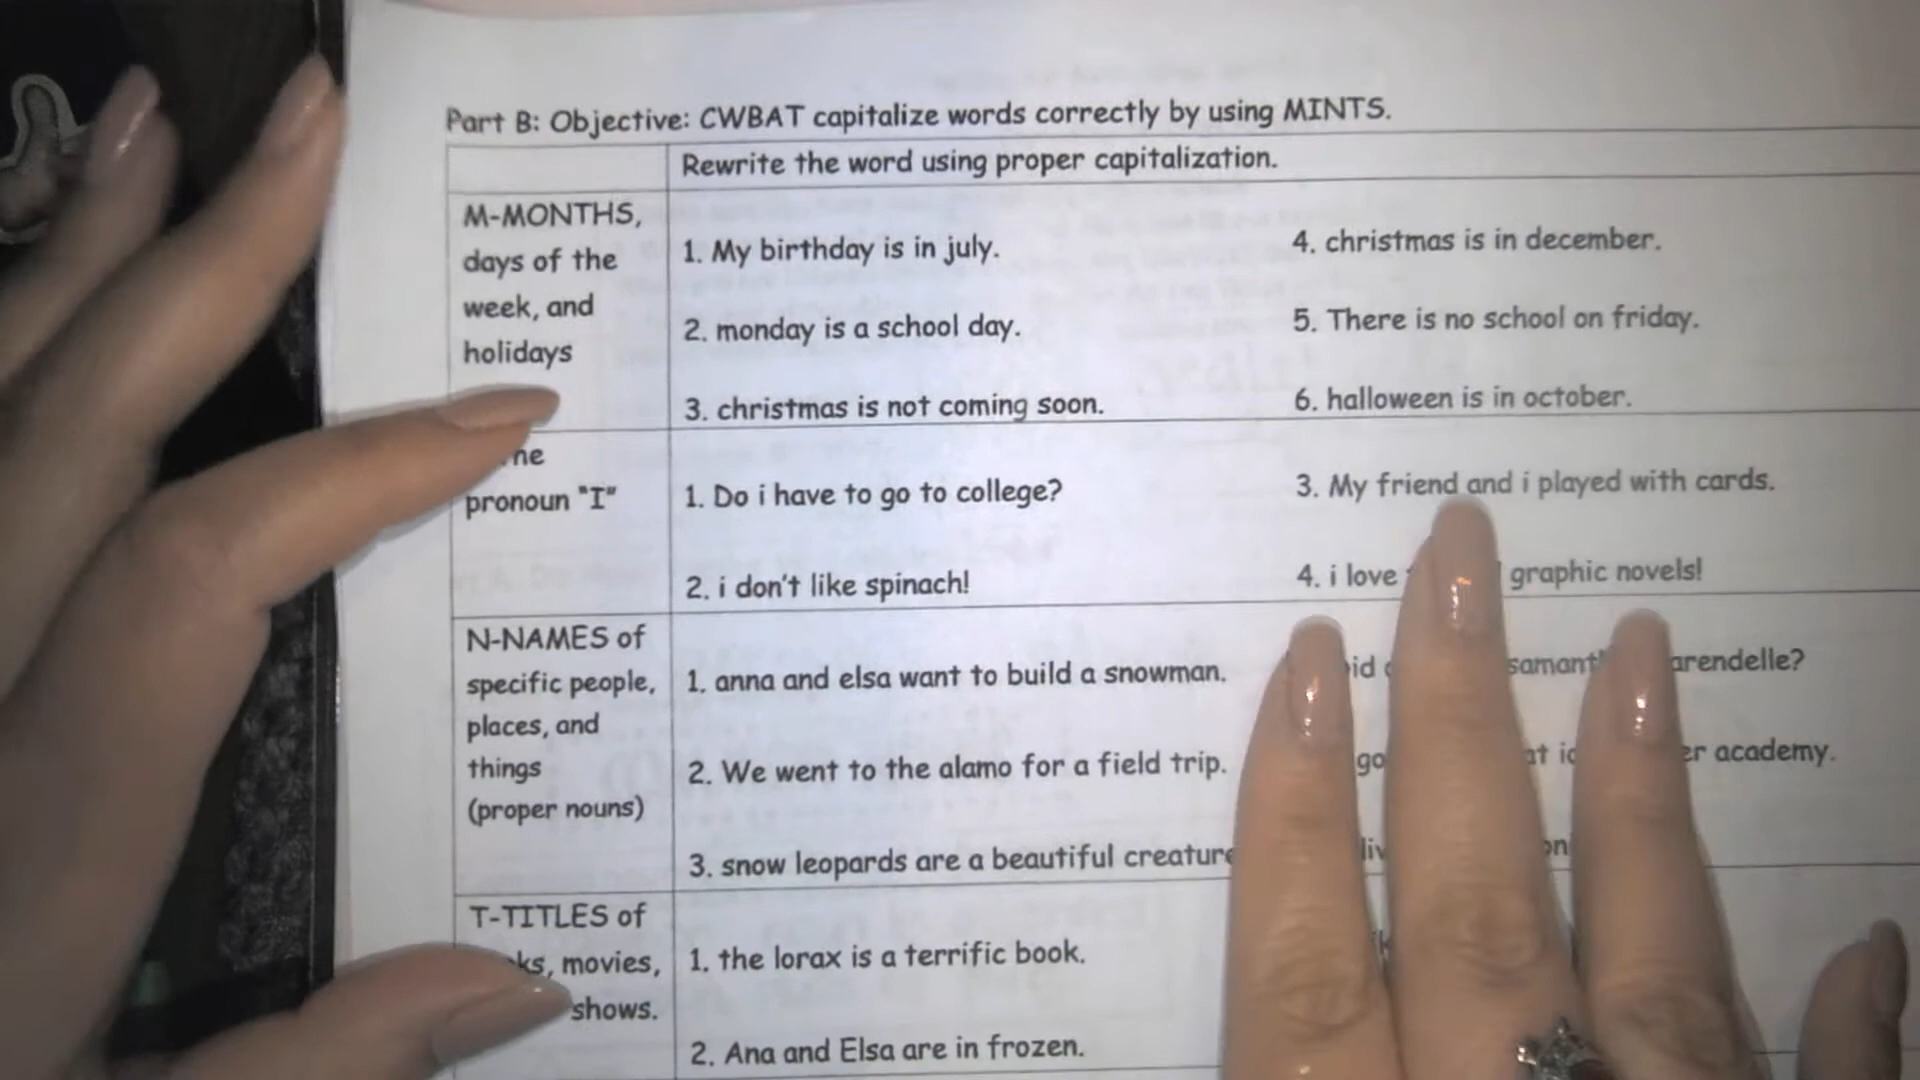 Part B: Objective: CWBAT capitalize words correctly by using MINTS.
Rewrite the word using proper capitalization.
M-MONTHS,
days of the
week, and
holidays
1. My birthday is in july.
2. monday is a school day.
3. christmas is not coming soon.
4. christmas is in december.
5. There is no school on friday.
6. halloween is in october.
pronoun "I"
1. Do i have to go to college?
2. i don't like spinach!
3. My friend and i played with cards.
4. i love graphic novels!
N-NAMES of
specific people,
places, and
things
(proper nouns)
1. anna and elsa want to build a snowman.
2. We went to the alamo for a field trip.
3. snow leopards are a beautiful
arendelle?
academy.
T-TITLES of
movies,
shows.
1. the lorax is a terrific book.
2. Ana and Elsa are in frozen.